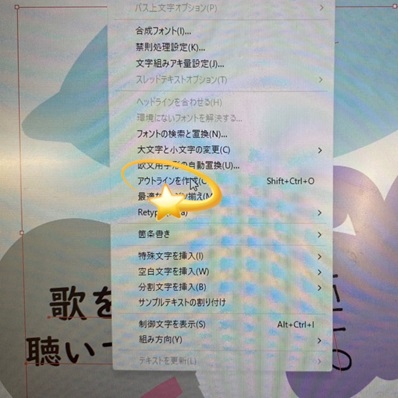 パス上文字オプション(P)
合成フォント(I)...
禁則処理設定(K)...
文字組みアキ量設定(J)...
スレッドテキストオプション(T)
ヘッドラインを合わせる(H)
環境にないフォントを解決する...
フォントの検索と置換(N)...
大文字と小文字の変更(C)
欧文用字形の自動置換(U)...
アウトラインを作成 Shift+Ctrl+O
最適 揃え(M
Retyp
箇条書き
特殊文字を挿入(I)
空白文字を挿入(W)
分割文字を挿入(B)
サンプルテキストの割り付け
制御文字を表示(S) Alt+Ctrl+I
組み方向(Y)
テキストを更新(L)
歌を
聴いて